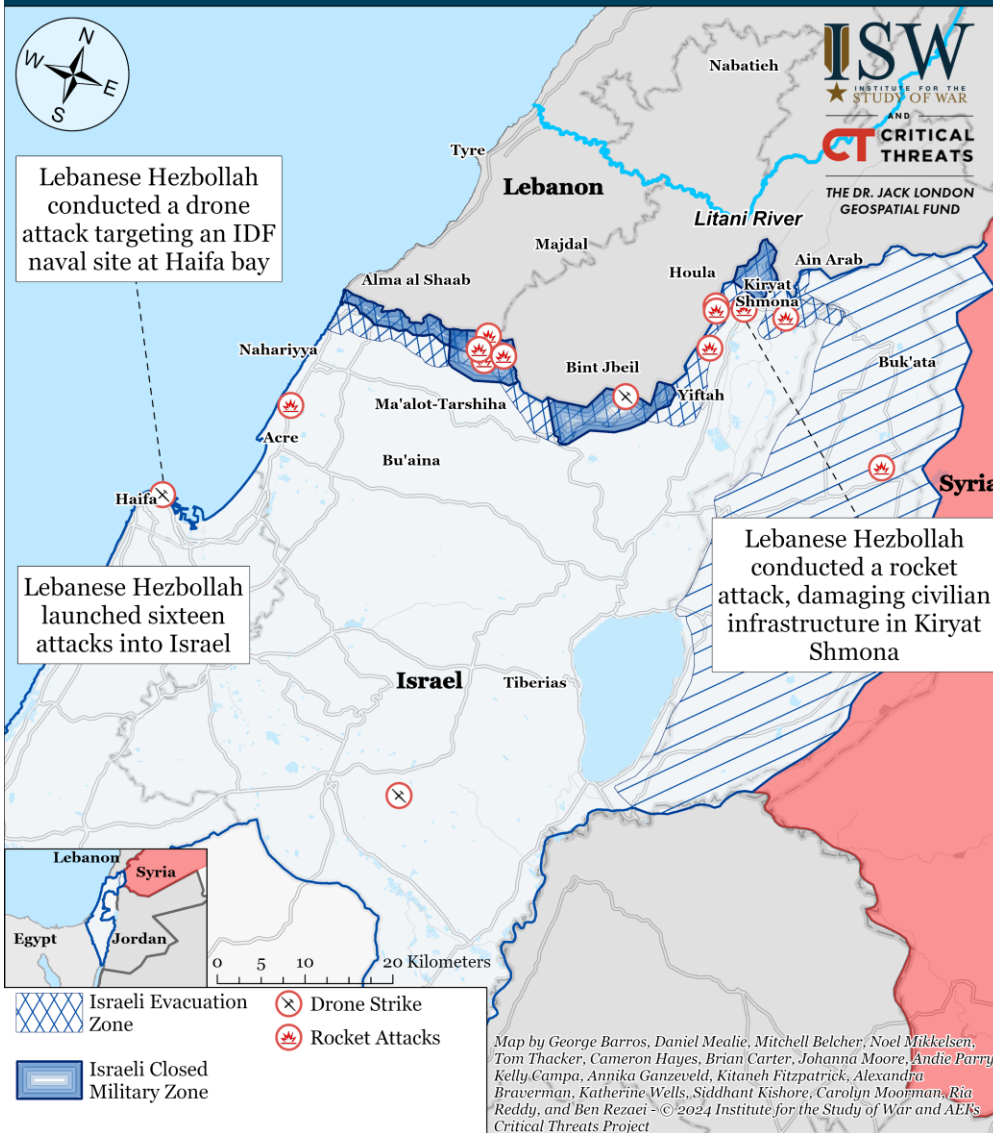 N
W
E
S
ISW
INSTITUTE FOR THE
STUDY OF WAR
AND
CT CRITICAL
THREATS
THE DR. JACK LONDON
GEOSPATIAL FUND
Nabatieh
Tyre
Lebanon
Litani River
Majdal
Houla
Ain Arab
Kiryat
Shmona
Alma al Shaab
Lebanese Hezbollah
conducted a drone
attack targeting an IDF
naval site at Haifa bay
Nahariyya
Bint Jbeil
Buk'ata
Ma'alot-Tarshiha
Yiftah
Acre
Bu'aina
Haifa
Syria
Lebanese Hezbollah
conducted a rocket
attack, damaging civilian
infrastructure in Kiryat
Shmona
Lebanese Hezbollah
launched sixteen
attacks into Israel
Israel
Tiberias
Lebanon
Syria
Egypt
Jordan
0 5 10 20 Kilometers
Israeli Evacuation
Zone
Drone Strike
Rocket Attacks
Israeli Closed
Military Zone
Map by George Barros, Daniel Mealie, Mitchell Belcher, Noel Mikkelsen,
Tom Thacker, Cameron Hayes, Brian Carter, Johanna Moore, Andie Parry,
Kelly Campa, Annika Ganzeveld, Kitaneh Fitzpatrick, Alexandra
Braverman, Katherine Wells, Siddhant Kishore, Carolyn Moorman, Ria
Reddy, and Ben Rezaei - © 2024 Institute for the Study of War and AEI's
Critical Threats Project